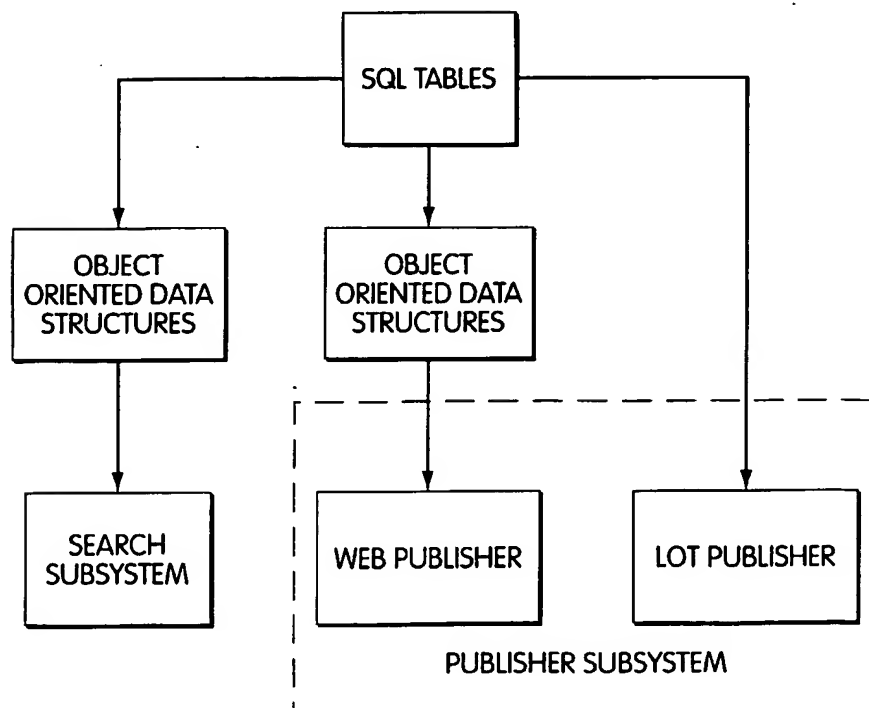 SQL TABLES
OBJECT
ORIENTED DATA
STRUCTURES
OBJECT
ORIENTED DATA
STRUCTURES
SEARCH
SUBSYSTEM
WEB PUBLISHER
LOT PUBLISHER
PUBLISHER SUBSYSTEM